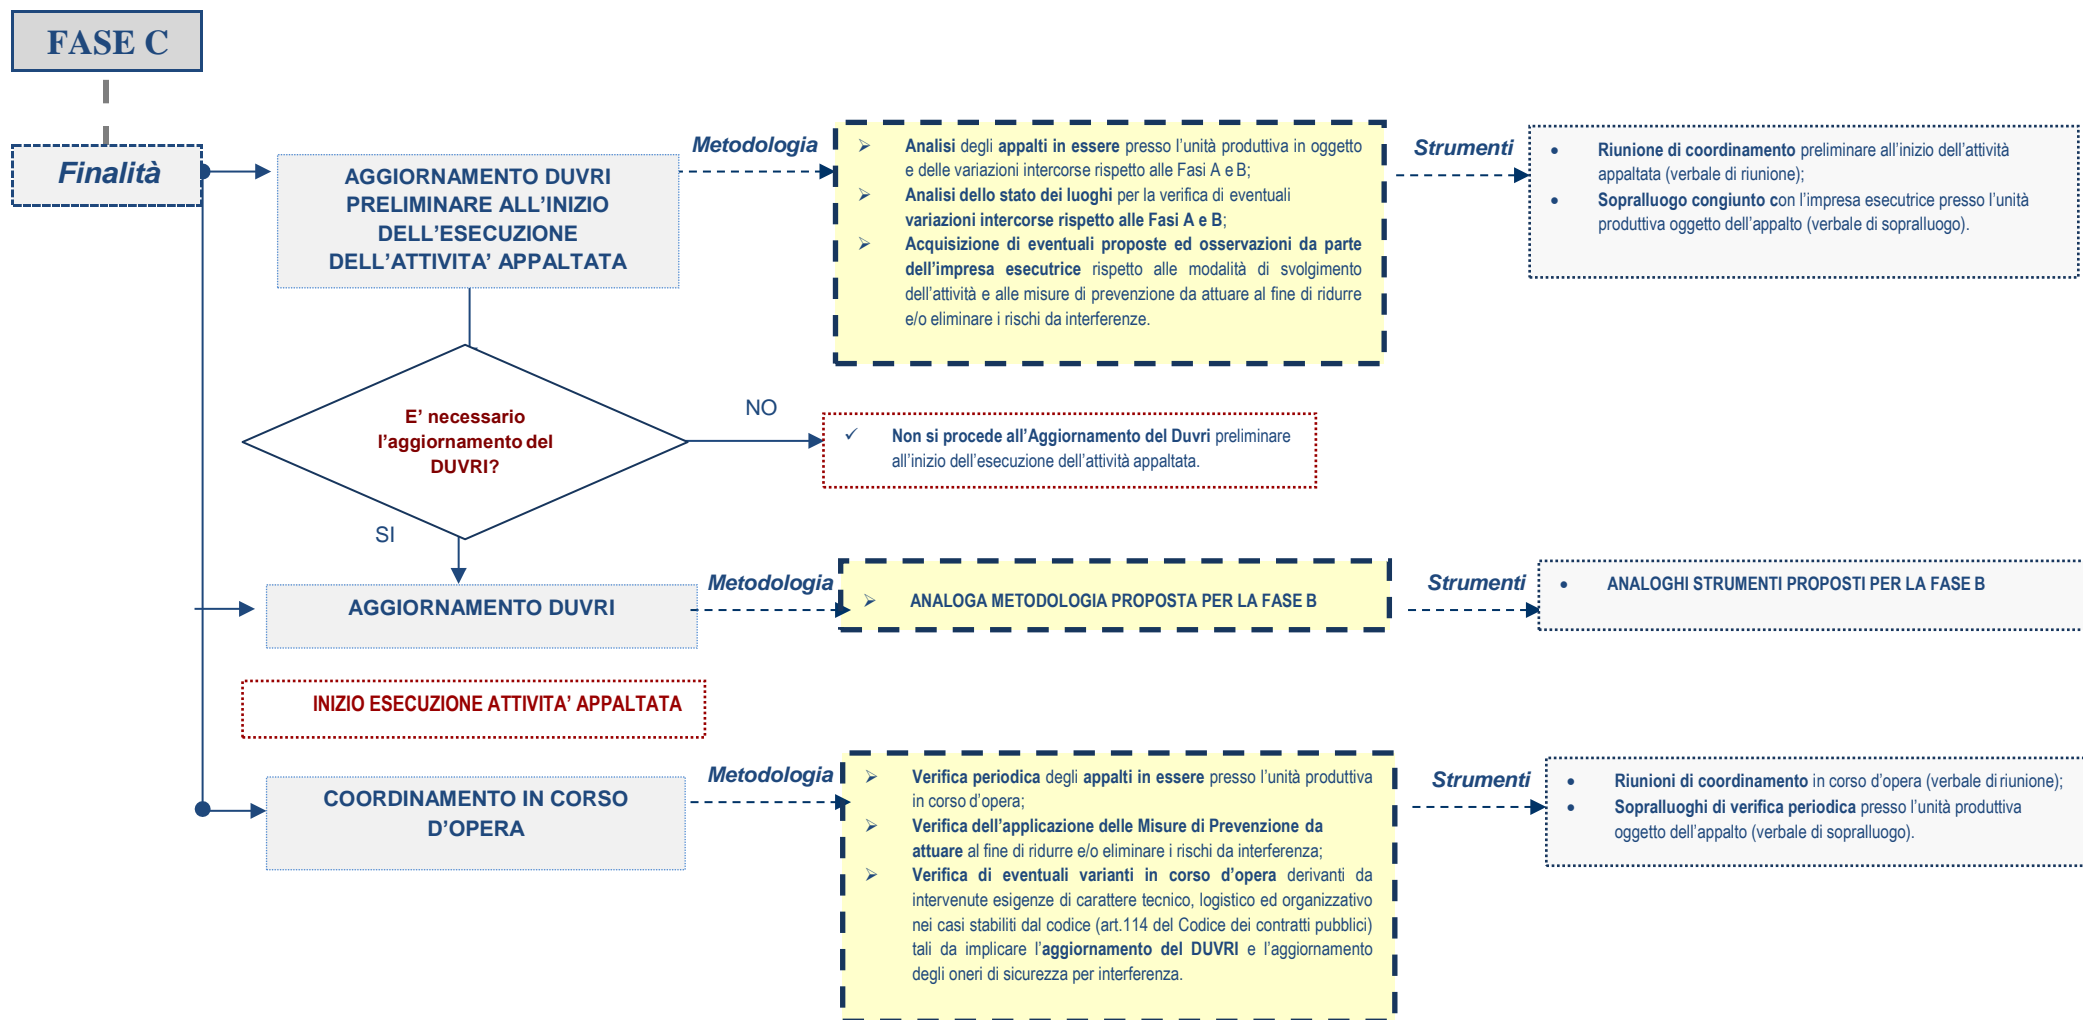 FASE C
Finalità
AGGIORNAMENTO DUVRI
PRELIMINARE ALL’INIZIO
DELL’ESECUZIONE
DELL’ATTIVITA’ APPALTATA
Metodologia
➢ Analisi degli appalti in essere presso l’unità produttiva in oggetto
e delle variazioni intercorse rispetto alle Fasi A e B;
➢ Analisi dello stato dei luoghi per la verifica di eventuali
variazioni intercorse rispetto alle Fasi A e B;
➢ Acquisizione di eventuali proposte ed osservazioni da parte
dell’impresa esecutrice rispetto alle modalità di svolgimento
dell’attività e alle misure di prevenzione da attuare al fine di ridurre
e/o eliminare i rischi da interferenze.
Strumenti
• Riunione di coordinamento preliminare all’inizio dell’attività
appaltata (verbale di riunione);
• Sopralluogo congiunto con l’impresa esecutrice presso l’unità
produttiva oggetto dell’appalto (verbale di sopralluogo).
E’ necessario
l’aggiornamento del
DUVRI?
NO
✓ Non si procede all’Aggiornamento del Duvri preliminare
all’inizio dell’esecuzione dell’attività appaltata.
SI
AGGIORNAMENTO DUVRI
Metodologia
➢ ANALOGA METODOLOGIA PROPOSTA PER LA FASE B
Strumenti
• ANALOGHI STRUMENTI PROPOSTI PER LA FASE B
INIZIO ESECUZIONE ATTIVITA’ APPALTATA
COORDINAMENTO IN CORSO
D’OPERA
Metodologia
➢ Verifica periodica degli appalti in essere presso l’unità produttiva
in corso d’opera;
➢ Verifica dell’applicazione delle Misure di Prevenzione da
attuare al fine di ridurre e/o eliminare i rischi da interferenza;
➢ Verifica di eventuali varianti in corso d’opera derivanti da
intervenute esigenze di carattere tecnico, logistico ed organizzativo
nei casi stabiliti dal codice (art.114 del Codice dei contratti pubblici)
tali da implicare l’aggiornamento del DUVRI e l’aggiornamento
degli oneri di sicurezza per interferenza.
Strumenti
• Riunioni di coordinamento in corso d’opera (verbale di riunione);
• Sopralluoghi di verifica periodica presso l’unità produttiva
oggetto dell’appalto (verbale di sopralluogo).